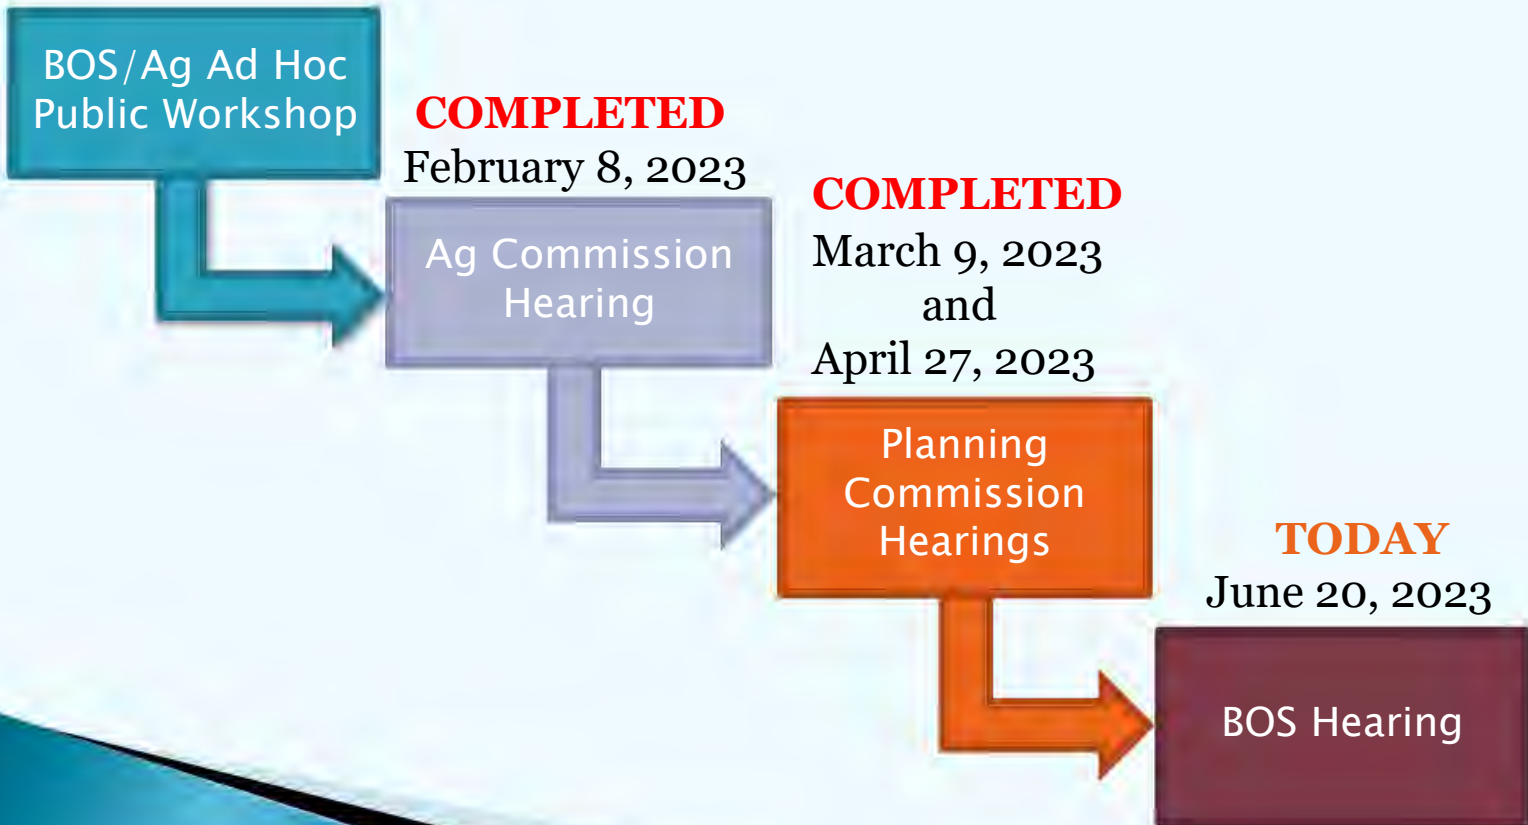 BOS/Ag Ad Hoc
Public Workshop
COMPLETED
February 8, 2023
Ag Commission
Hearing
COMPLETED
March 9, 2023
and
April 27, 2023
Planning
Commission
Hearings
TODAY
June 20, 2023
BOS Hearing